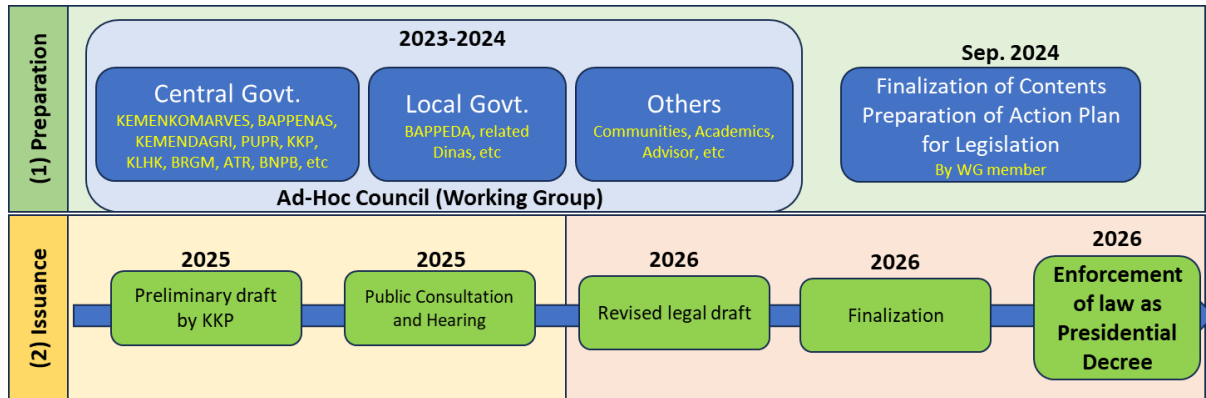 (1) Preparation
2023-2024
Central Govt.
KEMENKOMARVES, BAPPENAS,
KEMENDAGRI, PUPR, KKP,
KLHK, BRGM, ATR, BNPB, etc
Local Govt.
BAPPEDA, related
Dinas, etc
Others
Communities, Academics,
Advisor, etc
Ad-Hoc Council (Working Group)
Sep. 2024
Finalization of Contents
Preparation of Action Plan
for Legislation
By WG member
(2) Issuance
2025
Preliminary draft
by KKP
2025
Public Consultation
and Hearing
2026
Revised legal draft
2026
Finalization
2026
Enforcement
of law as
Presidential
Decree